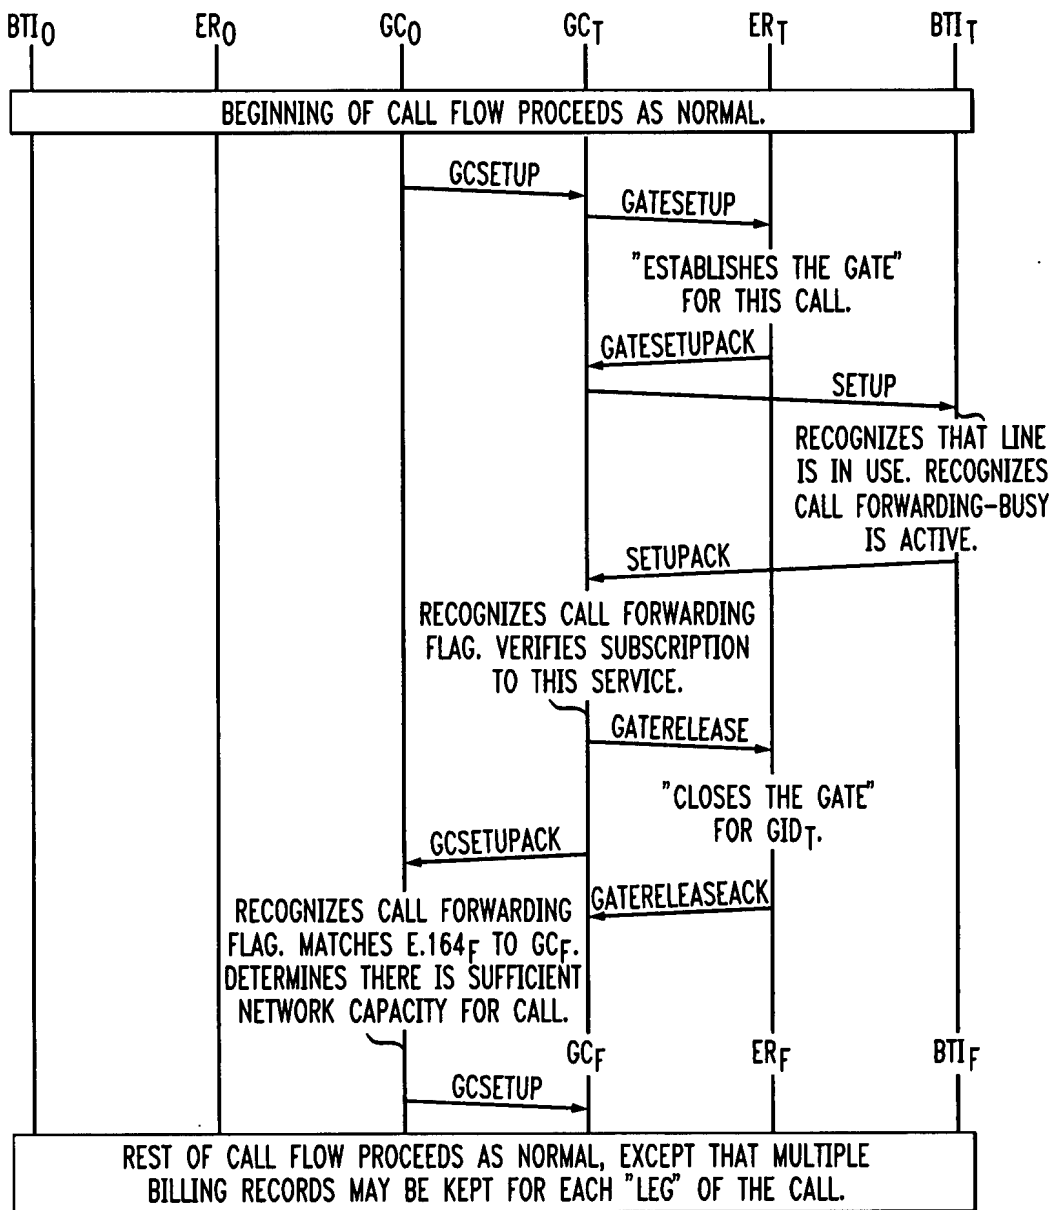 BTIO ERO GCO GCT ERT BTIT
BEGINNING OF CALL FLOW PROCEEDS AS NORMAL.
GCSETUP
GATESETUP
"ESTABLISHES THE GATE"
FOR THIS CALL.
GATESETUPACK
SETUP
RECOGNIZES THAT LINE
IS IN USE. RECOGNIZES
CALL FORWARDING-BUSY
IS ACTIVE.
SETUPACK
RECOGNIZES CALL FORWARDING
FLAG. VERIFIES SUBSCRIPTION
TO THIS SERVICE.
GATERELEASE
"CLOSES THE GATE"
FOR GIDT.
GCSETUPACK
GATERELEASEACK
RECOGNIZES CALL FORWARDING
FLAG. MATCHES E.164F TO GCF.
DETERMINES THERE IS SUFFICIENT
NETWORK CAPACITY FOR CALL.
GCF ERF BTIF
GCSETUP
REST OF CALL FLOW PROCEEDS AS NORMAL, EXCEPT THAT MULTIPLE
BILLING RECORDS MAY BE KEPT FOR EACH "LEG" OF THE CALL.